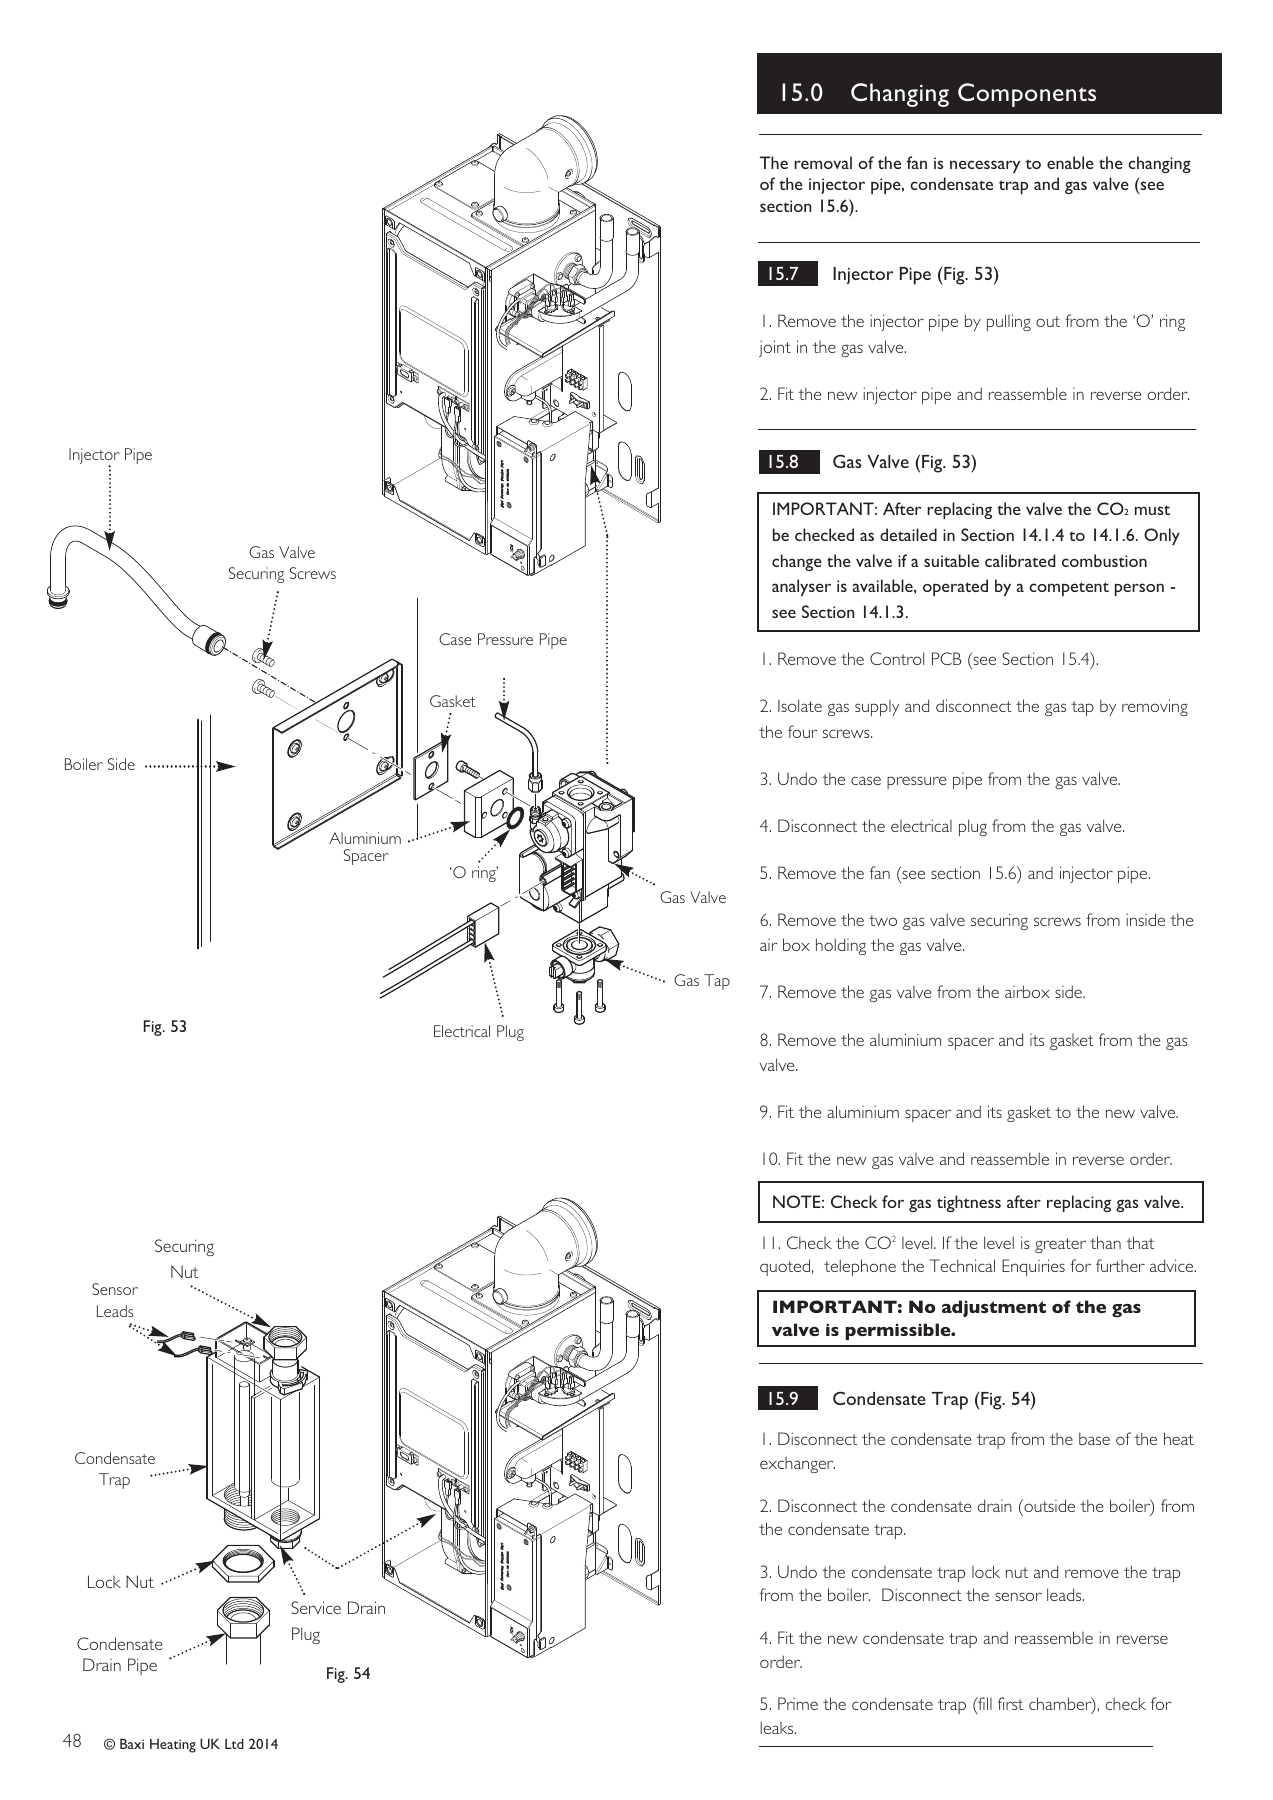 15.0 Changing Components
The removal of the fan is necessary to enable the changing
of the injector pipe, condensate trap and gas valve (see
section 15.6).
15.7 Injector Pipe (Fig. 53)
1. Remove the injector pipe by pulling out from the ‘O’ ring
joint in the gas valve.
2. Fit the new injector pipe and reassemble in reverse order.
15.8 Gas Valve (Fig. 53)
IMPORTANT: After replacing the valve the CO₂ must
be checked as detailed in Section 14.1.4 to 14.1.6. Only
change the valve if a suitable calibrated combustion
analyser is available, operated by a competent person -
see Section 14.1.3.
1. Remove the Control PCB (see Section 15.4).
2. Isolate gas supply and disconnect the gas tap by removing
the four screws.
3. Undo the case pressure pipe from the gas valve.
4. Disconnect the electrical plug from the gas valve.
5. Remove the fan (see section 15.6) and injector pipe.
6. Remove the two gas valve securing screws from inside the
air box holding the gas valve.
7. Remove the gas valve from the airbox side.
8. Remove the aluminium spacer and its gasket from the gas
valve.
9. Fit the aluminium spacer and its gasket to the new valve.
10. Fit the new gas valve and reassemble in reverse order.
NOTE: Check for gas tightness after replacing gas valve.
11. Check the CO² level. If the level is greater than that
quoted, telephone the Technical Enquiries for further advice.
IMPORTANT: No adjustment of the gas
valve is permissible.
15.9 Condensate Trap (Fig. 54)
1. Disconnect the condensate trap from the base of the heat
exchanger.
2. Disconnect the condensate drain (outside the boiler) from
the condensate trap.
3. Undo the condensate trap lock nut and remove the trap
from the boiler. Disconnect the sensor leads.
4. Fit the new condensate trap and reassemble in reverse
order.
5. Prime the condensate trap (fill first chamber), check for
leaks.
Injector Pipe
Gas Valve
Securing Screws
Case Pressure Pipe
Gasket
Boiler Side
Aluminium
Spacer
‘O ring’
Gas Valve
Gas Tap
Electrical Plug
Fig. 53
Securing
Nut
Sensor
Leads
Condensate
Trap
Lock Nut
Service Drain
Plug
Condensate
Drain Pipe
Fig. 54
48 © Baxi Heating UK Ltd 2014